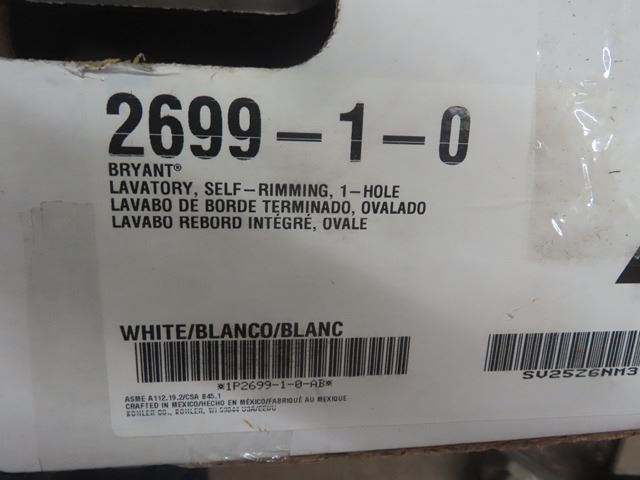 2699-1-0
BRYANT®
LAVATORY, SELF-RIMMING, 1-HOLE
LAVABO DE BORDE TERMINADO, OVALADO
LAVABO REBORD INTÉGRÉ, OVALE
WHITE/BLANCO/BLANC
*1P2699-1-0-AB*
SV25Z6NM3
ASME A112.19.2/CSA B45.1
CRAFTED IN MEXICO/HECHO EN MÉXICO/FABRIQUÉ AU MEXIQUE
KOHLER CO., KOHLER, WI 53044 USA/EEUU